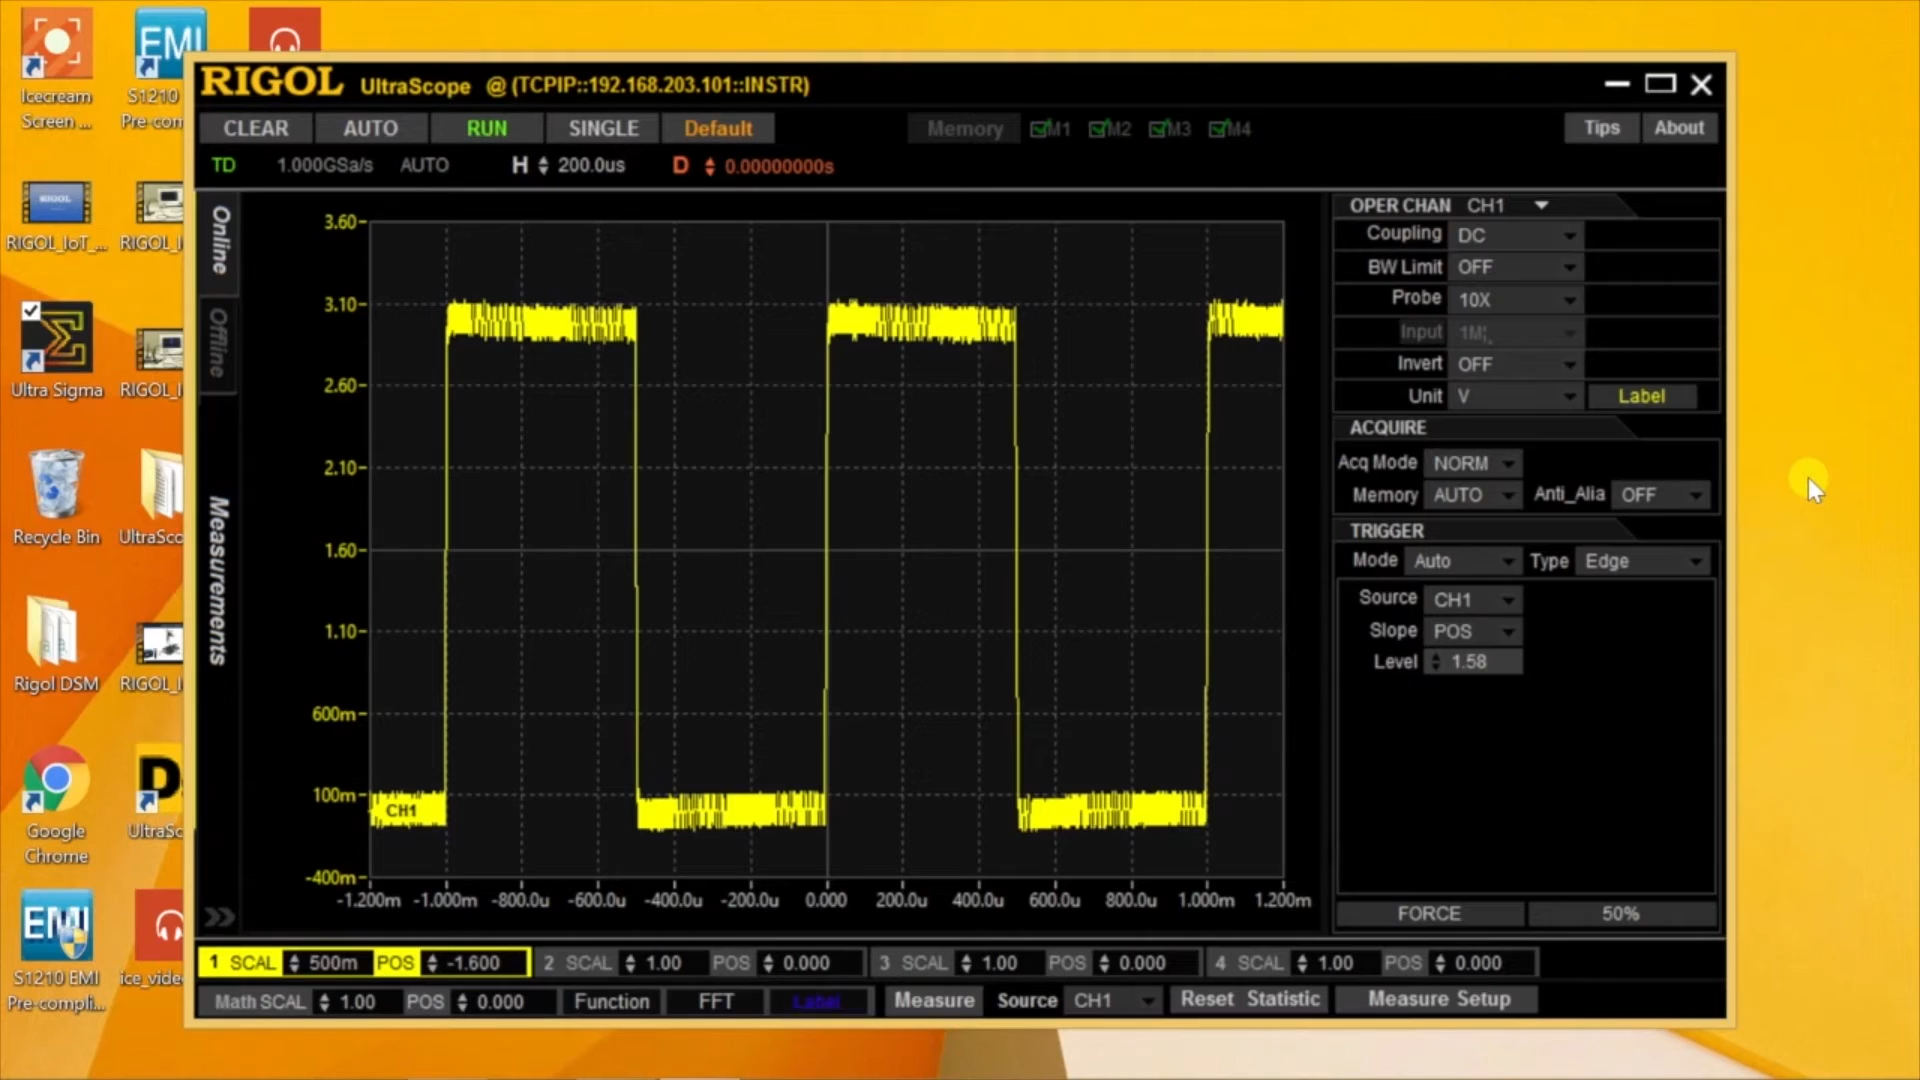 Icecream
Screen ...
EMI
S1210
Pre-com
RIGOL_IoT_...
Ultra Sigma
Recycle Bin
UltraSco
Rigol DSM
Google
Chrome
UltraSc
EMI
S1210 EMI
Pre-compli...
ice_vide
RIGOL UltraScope @ (TCPIP::192.168.203.101::INSTR)
CLEAR AUTO RUN SINGLE Default Memory M1 M2 M3 M4 Tips About
TD 1.000GSa/s AUTO H 200.0us D 0.00000000s
Online
Offline
Measurements
3.60
3.10
2.60
2.10
1.60
1.10
600m
100m
-400m
CH1
-1.200m -1.000m -800.0u -600.0u -400.0u -200.0u 0.000 200.0u 400.0u 600.0u 800.0u 1.000m 1.200m
OPER CHAN CH1
Coupling DC
BW Limit OFF
Probe 10X
Input
Invert OFF
Unit V Label
ACQUIRE
Acq Mode NORM
Memory AUTO Anti_Alia OFF
TRIGGER
Mode Auto Type Edge
Source CH1
Slope POS
Level 1.58
FORCE 50%
1 SCAL 500m POS -1.600 2 SCAL 1.00 POS 0.000 3 SCAL 1.00 POS 0.000 4 SCAL 1.00 POS 0.000
Math SCAL 1.00 POS 0.000 Function FFT Label Measure Source CH1 Reset Statistic Measure Setup